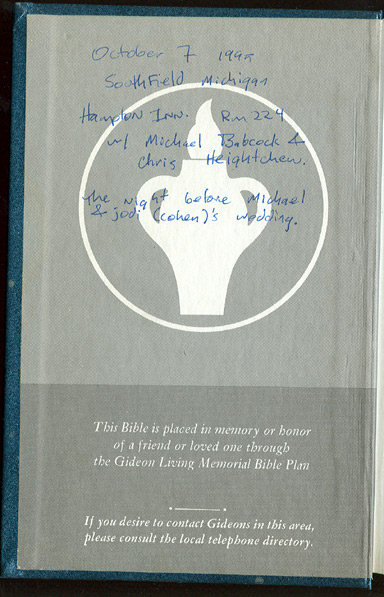 October 7
Southfield Michigan
Hampton Inn. Rm 224
w/ Michael Babcock &
Chris Heightchew.
The night before Michael
& jodi (cohen)'s wedding.
This Bible is placed in memory or honor
of a friend or loved one through
the Gideon Living Memorial Bible Plan
If you desire to contact Gideons in this area,
please consult the local telephone directory.